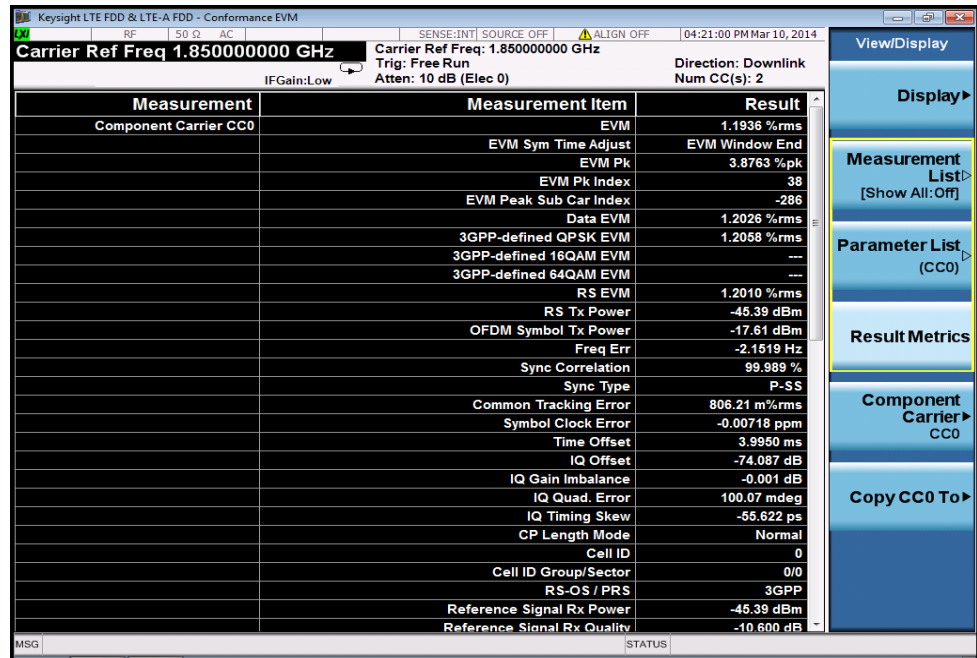 Keysight LTE FDD & LTE-A FDD - Conformance EVM
LXI RF 50 Ω AC SENSE:INT SOURCE OFF ALIGN OFF 04:21:00 PM Mar 10, 2014
Carrier Ref Freq 1.850000000 GHz
IFGain:Low
Carrier Ref Freq: 1.850000000 GHz
Trig: Free Run
Atten: 10 dB (Elec 0)
Direction: Downlink
Num CC(s): 2
Measurement Measurement Item Result
Component Carrier CC0 EVM 1.1936 %rms
EVM Sym Time Adjust EVM Window End
EVM Pk 3.8763 %pk
EVM Pk Index 38
EVM Peak Sub Car Index -286
Data EVM 1.2026 %rms
3GPP-defined QPSK EVM 1.2058 %rms
3GPP-defined 16QAM EVM ---
3GPP-defined 64QAM EVM ---
RS EVM 1.2010 %rms
RS Tx Power -45.39 dBm
OFDM Symbol Tx Power -17.61 dBm
Freq Err -2.1519 Hz
Sync Correlation 99.989 %
Sync Type P-SS
Common Tracking Error 806.21 m%rms
Symbol Clock Error -0.00718 ppm
Time Offset 3.9950 ms
IQ Offset -74.087 dB
IQ Gain Imbalance -0.001 dB
IQ Quad. Error 100.07 mdeg
IQ Timing Skew -55.622 ps
CP Length Mode Normal
Cell ID 0
Cell ID Group/Sector 0/0
RS-OS / PRS 3GPP
Reference Signal Rx Power -45.39 dBm
Reference Signal Rx Quality -10.600 dB
View/Display
Display
Measurement
List
[Show All:Off]
Parameter List
(CC0)
Result Metrics
Component
Carrier
CC0
Copy CC0 To
MSG STATUS